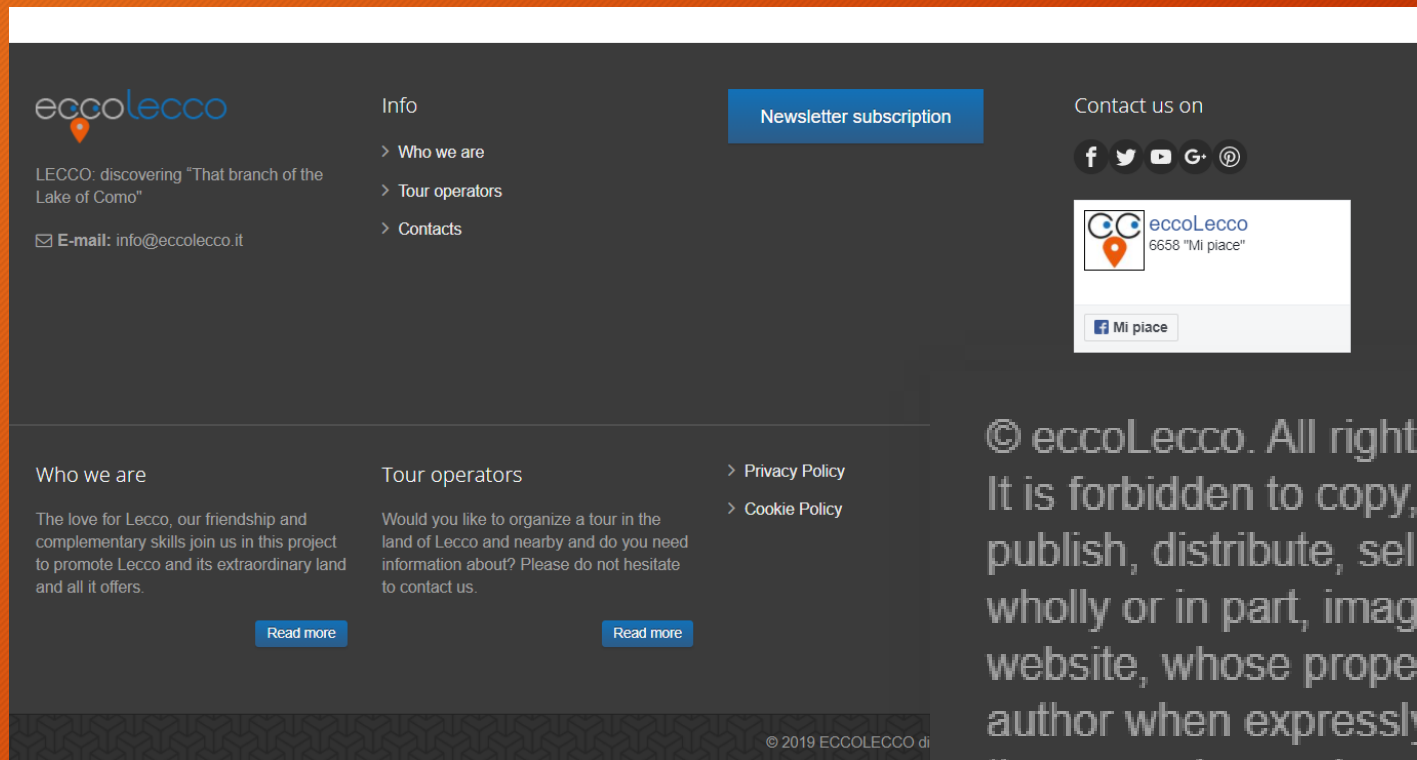 eccolecco
LECCO: discovering “That branch of the
Lake of Como"
E-mail: info@eccolecco.it
Info
Who we are
Tour operators
Contacts
Newsletter subscription
Contact us on
eccoLecco
6658 "Mi piace"
Mi piace
Who we are
The love for Lecco, our friendship and
complementary skills join us in this project
to promote Lecco and its extraordinary land
and all it offers.
Read more
Tour operators
Would you like to organize a tour in the
land of Lecco and nearby and do you need
information about? Please do not hesitate
to contact us.
Read more
Privacy Policy
Cookie Policy
© eccoLecco. All right
It is forbidden to copy,
publish, distribute, sel
wholly or in part, imag
website, whose prope
author when expressly
© 2019 ECCOLECCO di